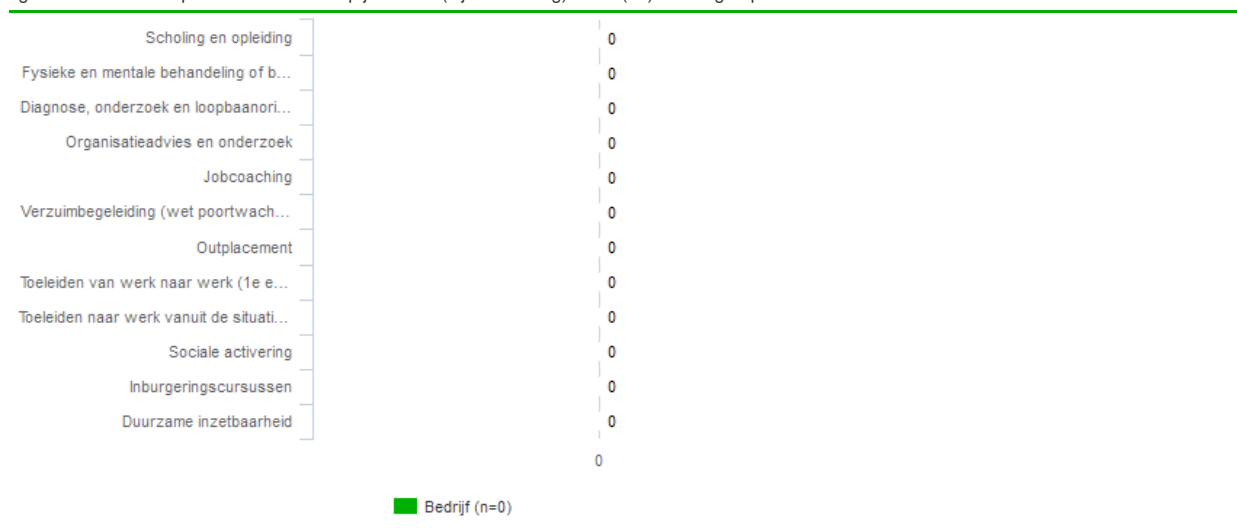 Scholing en opleiding 0
Fysieke en mentale behandeling of b... 0
Diagnose, onderzoek en loopbaanori... 0
Organisatieadvies en onderzoek 0
Jobcoaching 0
Verzuimbegeleiding (wet poortwach... 0
Outplacement 0
Toeleiden van werk naar werk (1e e... 0
Toeleiden naar werk vanuit de situati... 0
Sociale activering 0
Inburgeringscursussen 0
Duurzame inzetbaarheid 0
0
Bedrijf (n=0)